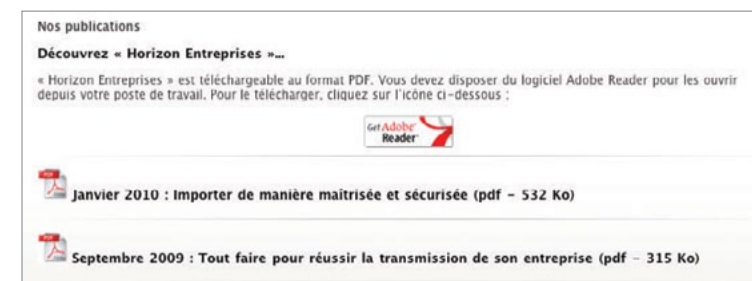 Nos publications
Découvrez « Horizon Entreprises »...
« Horizon Entreprises » est téléchargeable au format PDF. Vous devez disposer du logiciel Adobe Reader pour les ouvrir
depuis votre poste de travail. Pour le télécharger, cliquez sur l'icône ci-dessous :
Get Adobe
Reader
PDF
Janvier 2010 : Importer de manière maîtrisée et sécurisée (pdf - 532 Ko)
PDF
Septembre 2009 : Tout faire pour réussir la transmission de son entreprise (pdf - 315 Ko)